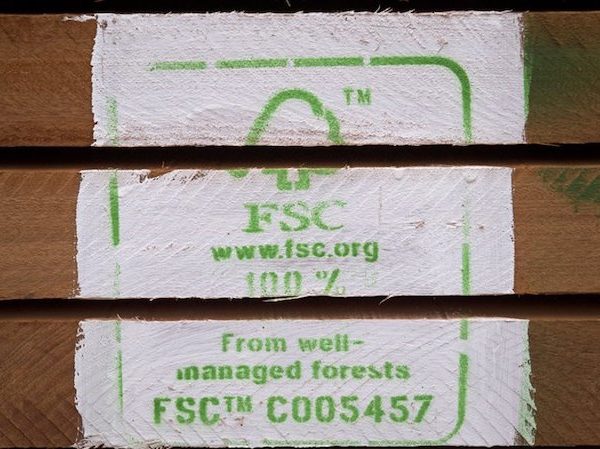 TM
FSC
www.fsc.org
100 %
From well-
managed forests
FSC™ C005457